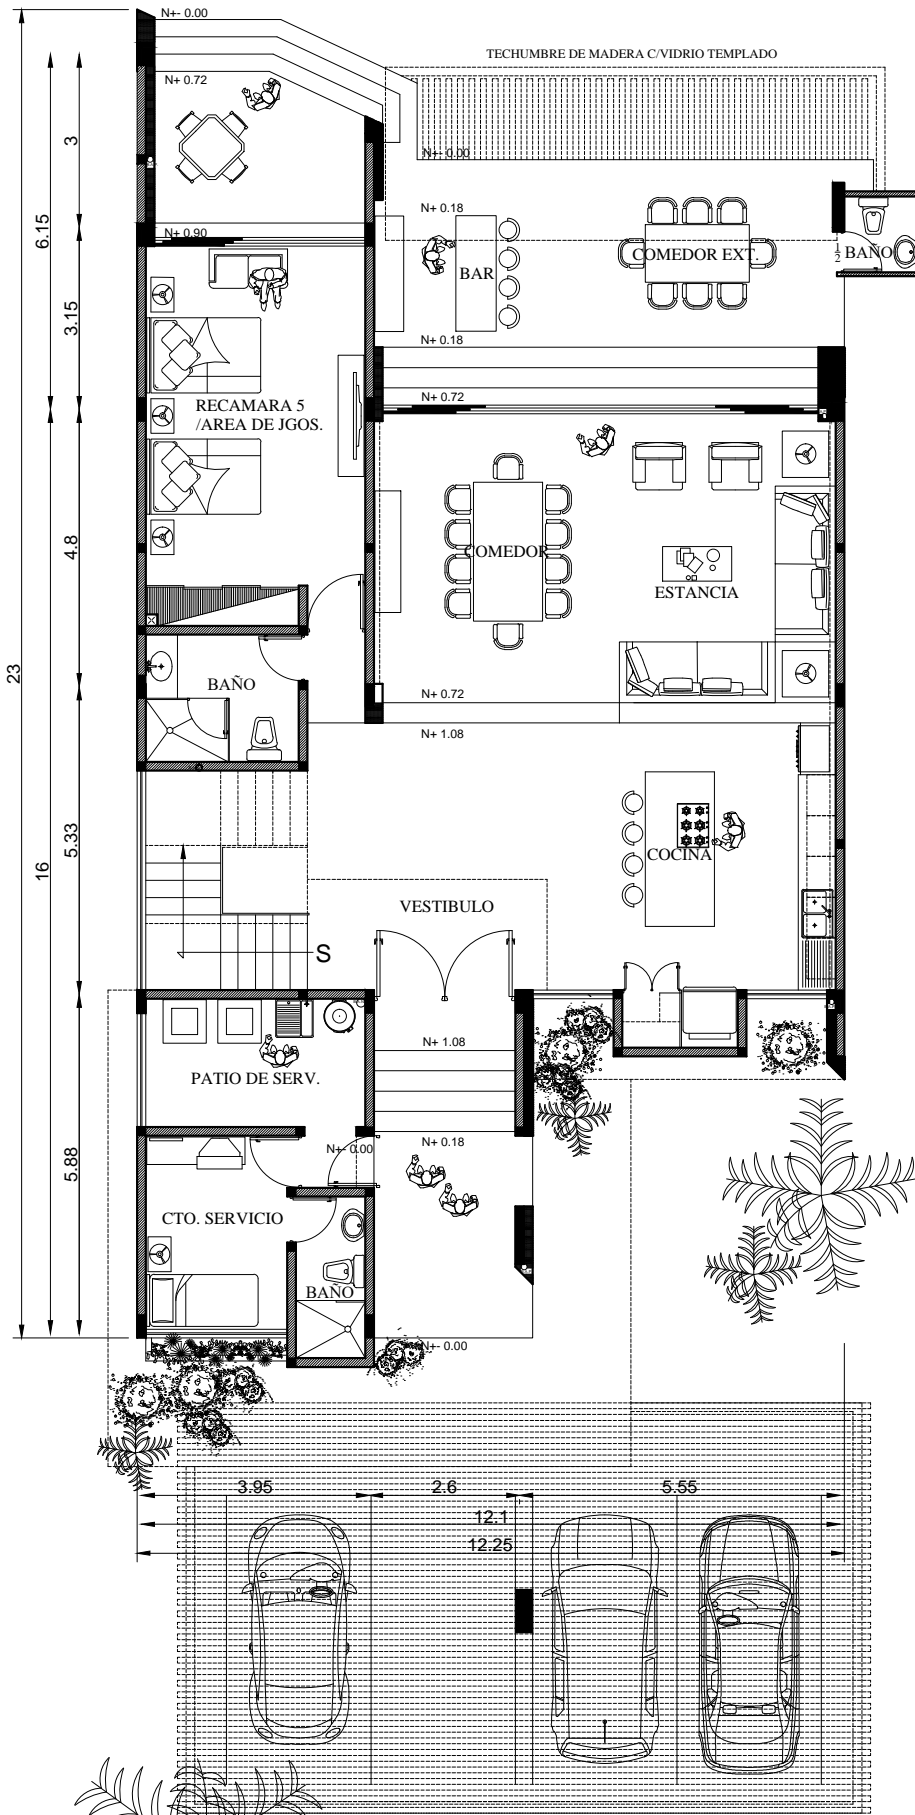 N+- 0.00
TECHUMBRE DE MADERA C/VIDRIO TEMPLADO
N+ 0.72
3
N+- 0.00
6.15
N+ 0.18
N+ 0.90
COMEDOR EXT.
½ BAÑO
BAR
3.15
N+ 0.18
N+ 0.72
RECAMARA 5
/AREA DE JGOS.
4.8
COMEDOR
ESTANCIA
23
BAÑO
N+ 0.72
N+ 1.08
5.33
16
COCINA
VESTIBULO
S
N+ 1.08
PATIO DE SERV.
N+ 0.18
N+- 0.00
5.88
CTO. SERVICIO
BAÑO
N+- 0.00
3.95
2.6
5.55
12.1
12.25